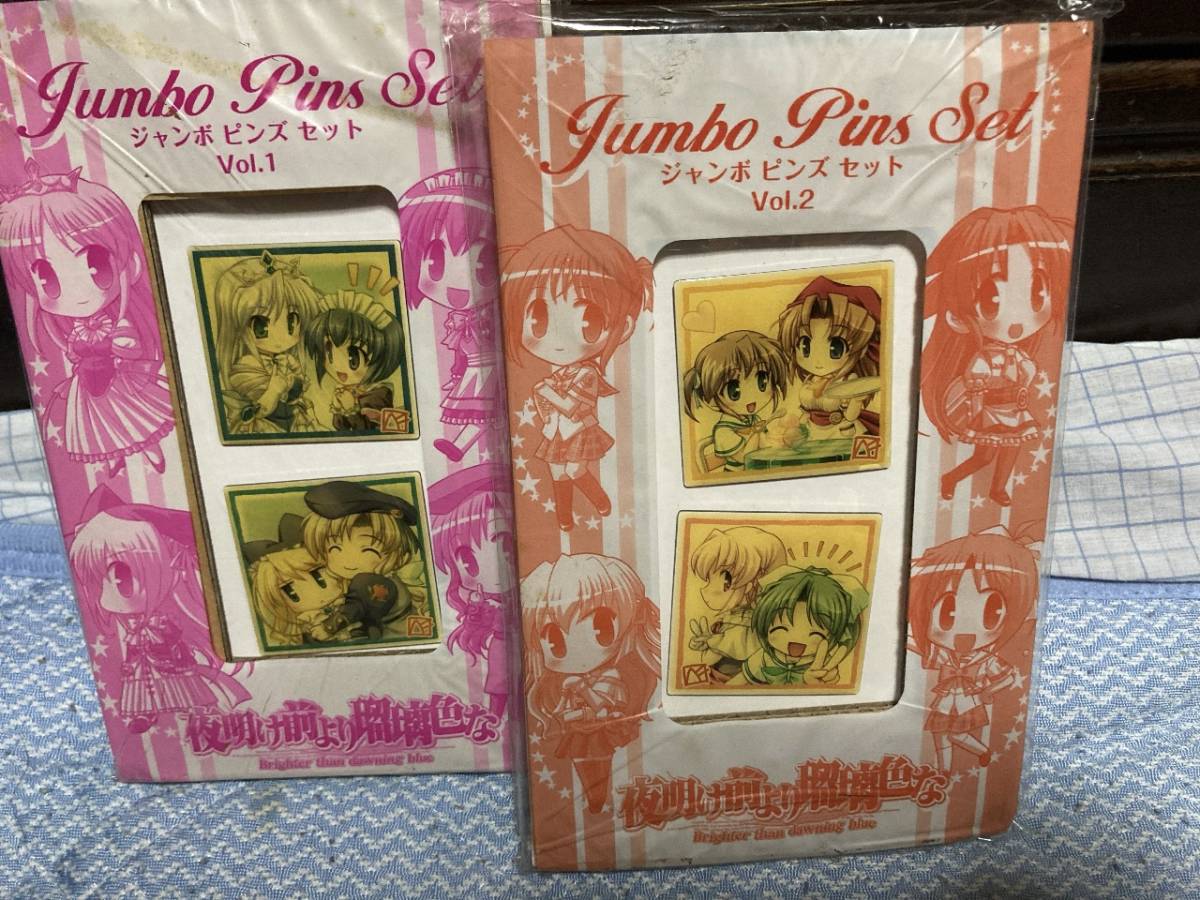 Jumbo Pins Set
ジャンボ ピンズ セット
Vol.1
夜明け前より瑠璃色な
Brighter than dawning blue
Jumbo Pins Set
ジャンボ ピンズ セット
Vol.2
夜明け前より瑠璃色な
Brighter than dawning blue